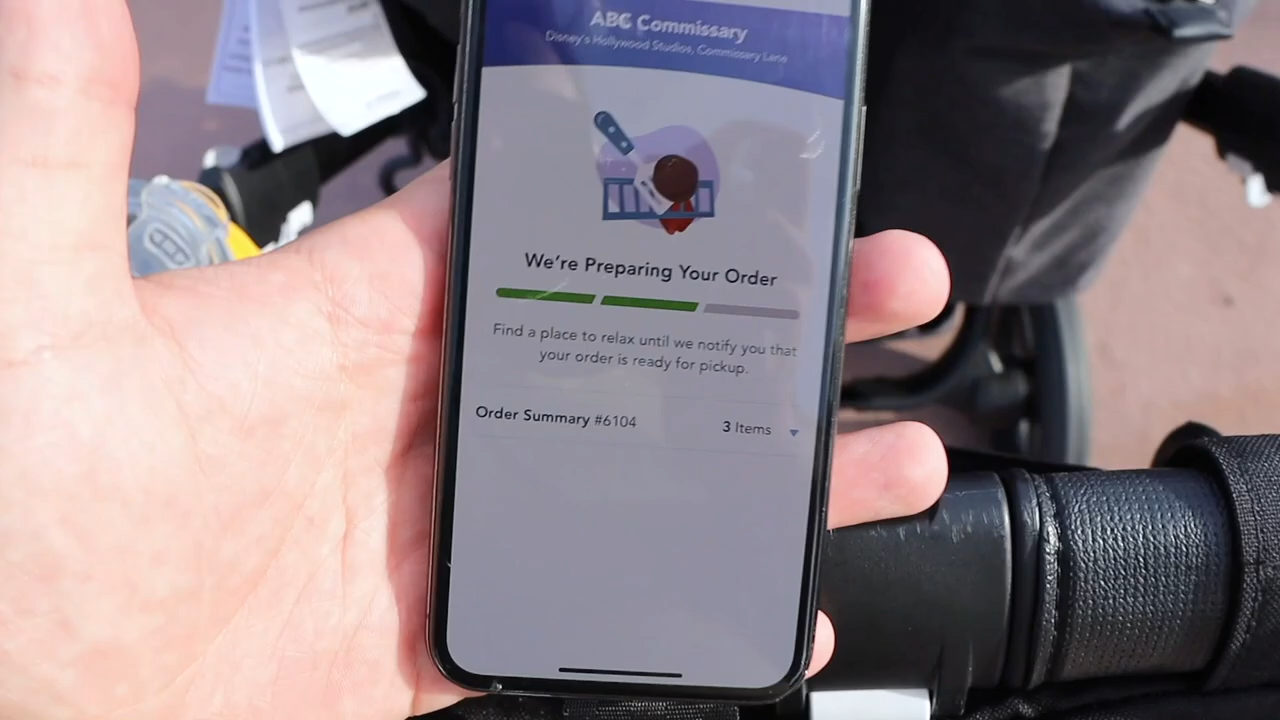 ABC Commissary
Disney's Hollywood Studios, Commissary Lane
We're Preparing Your Order
Find a place to relax until we notify you that
your order is ready for pickup.
Order Summary #6104
3 Items